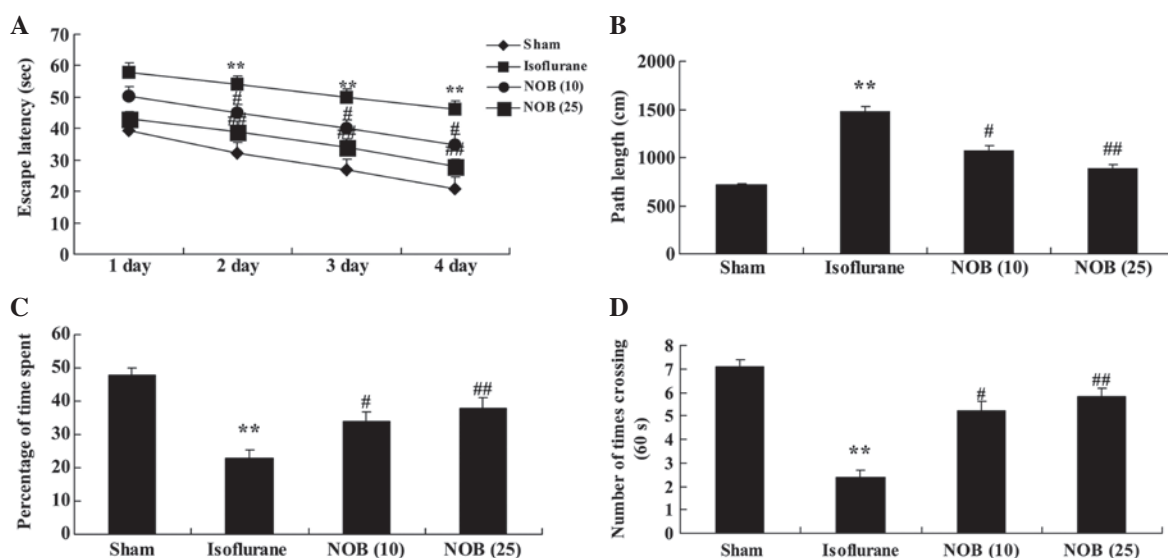 A
Escape latency (sec)
70
60
50
40
30
20
10
0
**
**
**
#
#
#
##
##
##
1 day
2 day
3 day
4 day
Sham
Isoflurane
NOB (10)
NOB (25)
B
Path length (cm)
2000
1500
1000
500
0
**
#
##
Sham
Isoflurane
NOB (10)
NOB (25)
C
Percentage of time spent
60
50
40
30
20
10
0
**
#
##
Sham
Isoflurane
NOB (10)
NOB (25)
D
Number of times crossing
(60 s)
8
7
6
5
4
3
2
1
0
**
#
##
Sham
Isoflurane
NOB (10)
NOB (25)